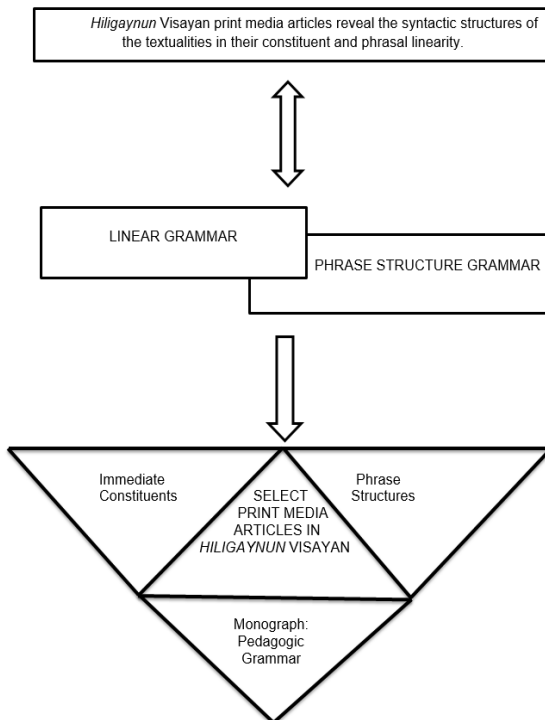 Hiligaynun Visayan print media articles reveal the syntactic structures of
the textualities in their constituent and phrasal linearity.
LINEAR GRAMMAR
PHRASE STRUCTURE GRAMMAR
Immediate
Constituents
Phrase
Structures
SELECT
PRINT MEDIA
ARTICLES IN
HILIGAYNUN VISAYAN
Monograph:
Pedagogic
Grammar